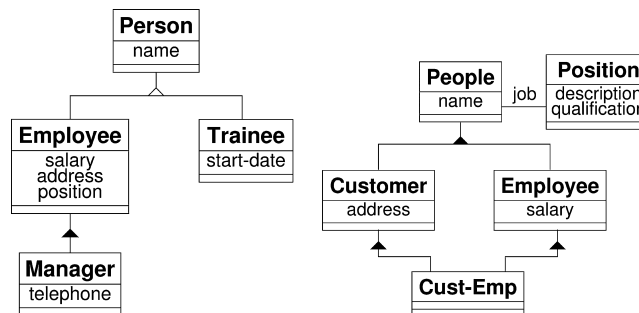 Person
name
Employee
salary
address
position
Trainee
start-date
Manager
telephone
People
name
job
Position
description
qualification
Customer
address
Employee
salary
Cust-Emp